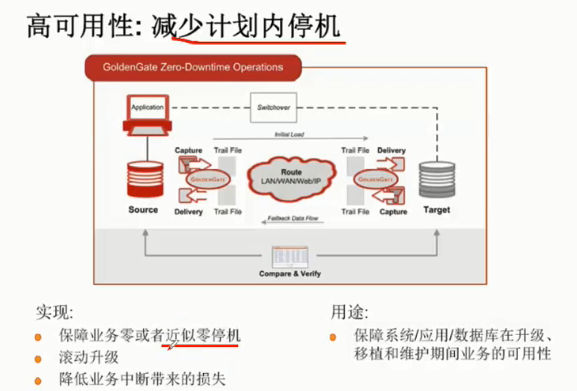 高可用性: 减少计划内停机
GoldenGate Zero-Downtime Operations
Application
Switchover
Initial Load
Capture Trail File
Trail File Delivery
GOLDENGATE
Route
LAN/WAN/Web/IP
GOLDENGATE
Source
Delivery Trail File
Fallback Data Flow
Trail File Capture
Target
Compare & Verify
实现:
保障业务零或者近似零停机
滚动升级
降低业务中断带来的损失
用途:
保障系统/应用/数据库在升级、
移植和维护期间业务的可用性